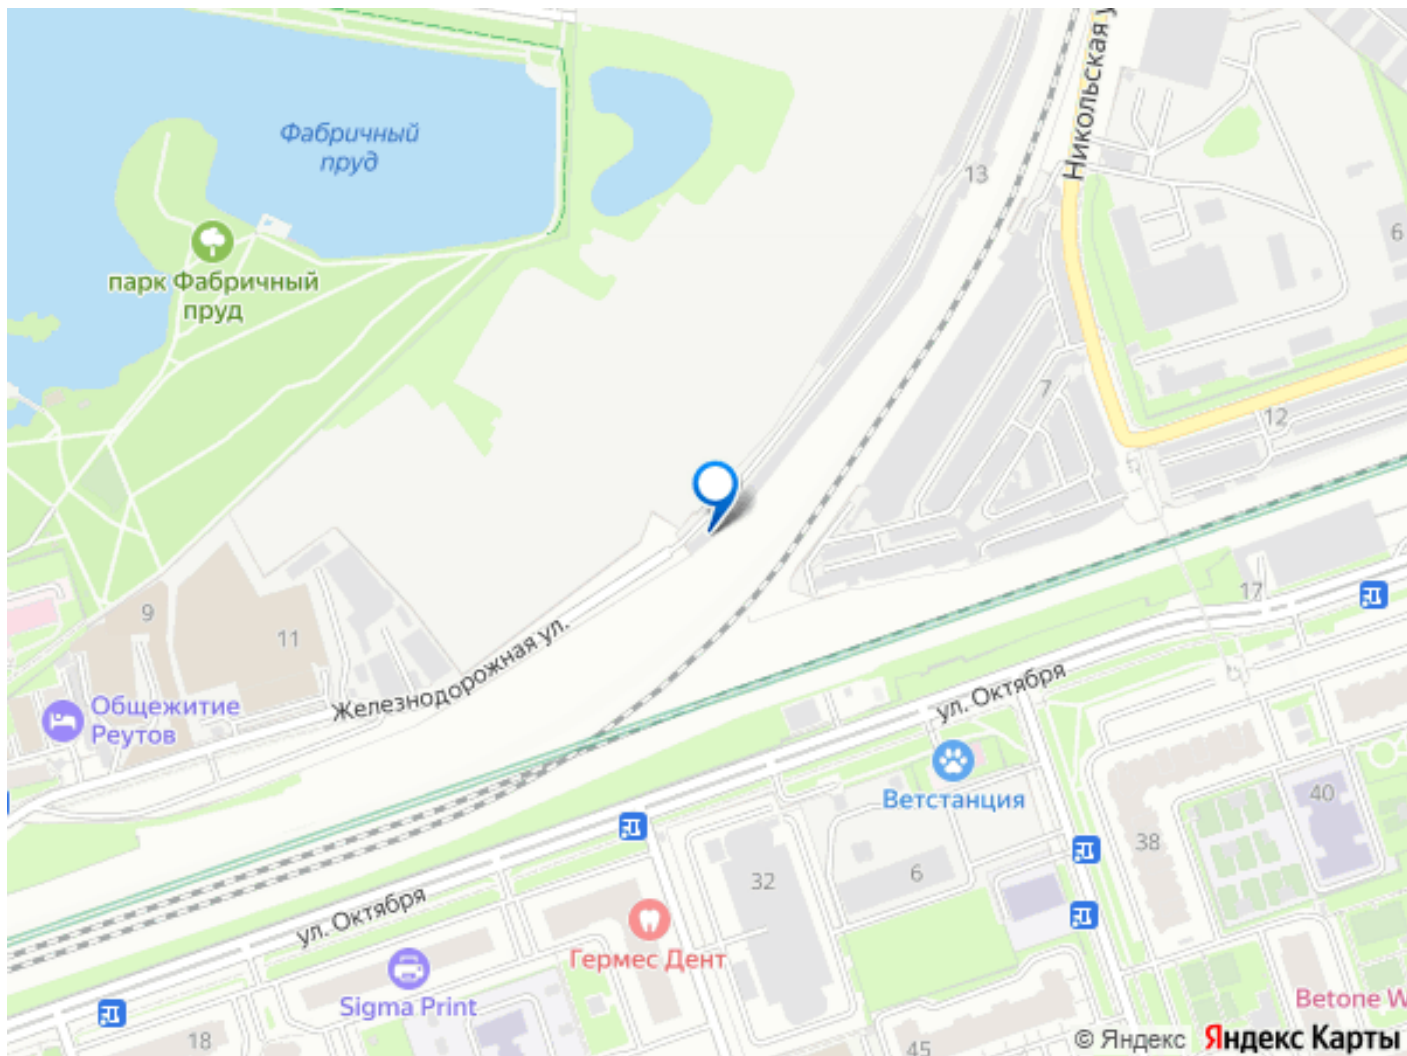 Никольская у
Фабричный
пруд
13
6
парк Фабричный
пруд
7
12
17
9
11
Железнодорожная ул.
Общежитие
Реутов
ул. Октября
Ветстанция
40
38
32
6
ул. Октября
Гермес Дент
Sigma Print
Betone W
18
45
© Яндекс Яндекс Карты